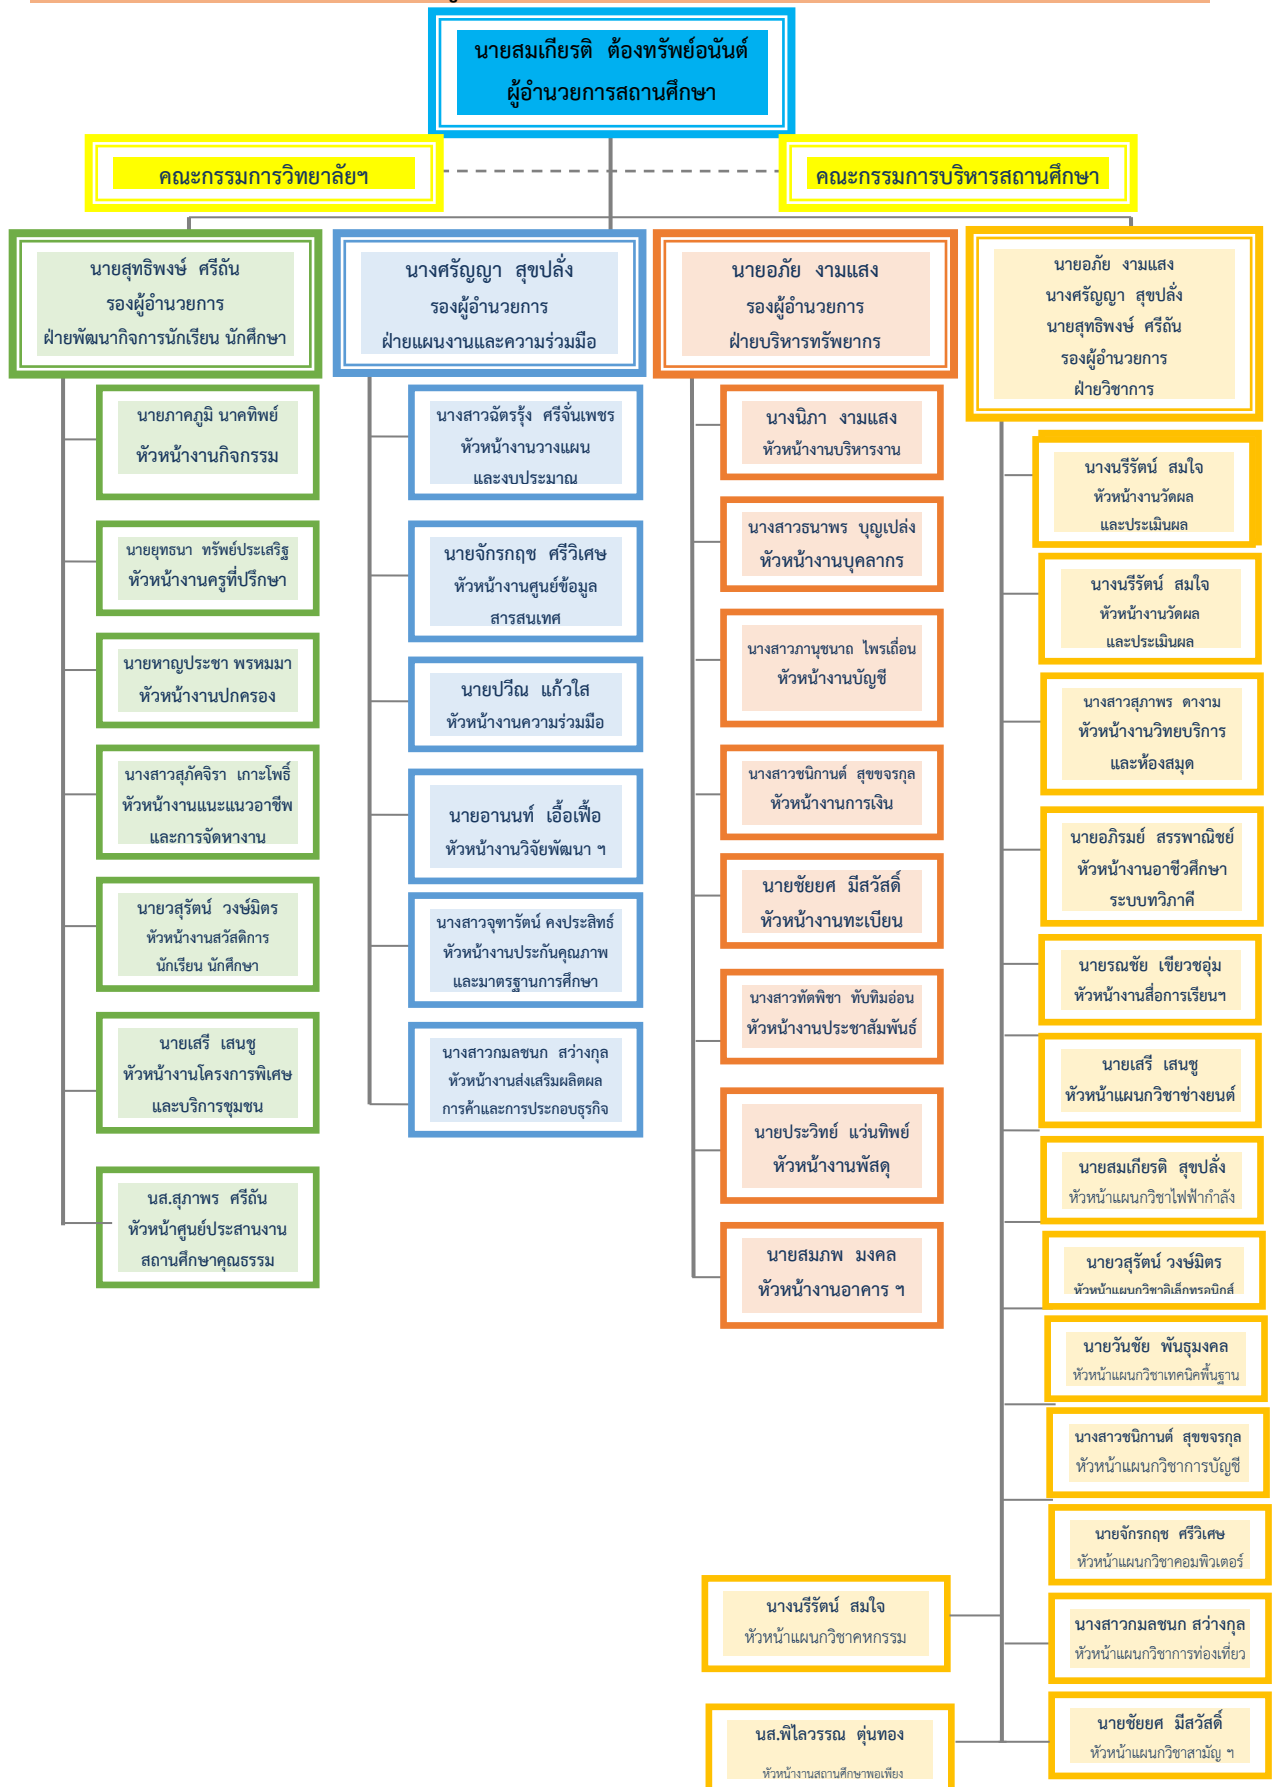 นายสมเกียรติ ต้องทรัพย์อนันต์
ผู้อำนวยการสถานศึกษา
คณะกรรมการวิทยาลัยฯ
คณะกรรมการบริหารสถานศึกษา
นายสุทธิพงษ์ ศรีถัน
รองผู้อำนวยการ
ฝ่ายพัฒนากิจการนักเรียน นักศึกษา
นายภาคภูมิ นาคทิพย์
หัวหน้างานกิจกรรม
นายยุทธนา ทรัพย์ประเสริฐ
หัวหน้างานครูที่ปรึกษา
นายหาญประชา พรหมมา
หัวหน้างานปกครอง
นางสาวสุภัคจิรา เกาะโพธิ์
หัวหน้างานแนะแนวอาชีพ
และการจัดหางาน
นายวสุรัตน์ วงษ์มิตร
หัวหน้างานสวัสดิการ
นักเรียน นักศึกษา
นายเสรี เสนชู
หัวหน้างานโครงการพิเศษ
และบริการชุมชน
นส.สุภาพร ศรีถัน
หัวหน้าศูนย์ประสานงาน
สถานศึกษาคุณธรรม
นางศรัญญา สุขปลั่ง
รองผู้อำนวยการ
ฝ่ายแผนงานและความร่วมมือ
นางสาวฉัตรรุ้ง ศรีจั่นเพชร
หัวหน้างานวางแผน
และงบประมาณ
นายจักรกฤช ศรีวิเศษ
หัวหน้างานศูนย์ข้อมูล
สารสนเทศ
นายปวีณ แก้วใส
หัวหน้างานความร่วมมือ
นายอานนท์ เอื้อเฟื้อ
หัวหน้างานวิจัยพัฒนา ฯ
นางสาวจุฑารัตน์ คงประสิทธ์
หัวหน้างานประกันคุณภาพ
และมาตรฐานการศึกษา
นางสาวกมลชนก สว่างกุล
หัวหน้างานส่งเสริมผลิตผล
การค้าและการประกอบธุรกิจ
นายอภัย งามแสง
รองผู้อำนวยการ
ฝ่ายบริหารทรัพยากร
นางนิภา งามแสง
หัวหน้างานบริหารงาน
นางสาวธนาพร บุญเปล่ง
หัวหน้างานบุคลากร
นางสาวภานุชนาถ ไพรเถื่อน
หัวหน้างานบัญชี
นางสาวชนิกานต์ สุขขจรกุล
หัวหน้างานการเงิน
นายชัยยศ มีสวัสดิ์
หัวหน้างานทะเบียน
นางสาวทัตพิชา ทับทิมอ่อน
หัวหน้างานประชาสัมพันธ์
นายประวิทย์ แว่นทิพย์
หัวหน้างานพัสดุ
นายสมภพ มงคล
หัวหน้างานอาคาร ฯ
นายอภัย งามแสง
นางศรัญญา สุขปลั่ง
นายสุทธิพงษ์ ศรีถัน
รองผู้อำนวยการ
ฝ่ายวิชาการ
นางนรีรัตน์ สมใจ
หัวหน้างานวัดผล
และประเมินผล
นางนรีรัตน์ สมใจ
หัวหน้างานวัดผล
และประเมินผล
นางสาวสุภาพร ดางาม
หัวหน้างานวิทยบริการ
และห้องสมุด
นายอภิรมย์ สรรพาณิชย์
หัวหน้างานอาชีวศึกษา
ระบบทวิภาคี
นายรณชัย เขียวชอุ่ม
หัวหน้างานสื่อการเรียนฯ
นายเสรี เสนชู
หัวหน้าแผนกวิชาช่างยนต์
นายสมเกียรติ สุขปลั่ง
หัวหน้าแผนกวิชาไฟฟ้ากำลัง
นายวสุรัตน์ วงษ์มิตร
หัวหน้าแผนกวิชาอิเล็กทรอนิกส์
นายวันชัย พันธุมงคล
หัวหน้าแผนกวิชาเทคนิคพื้นฐาน
นางสาวชนิกานต์ สุขขจรกุล
หัวหน้าแผนกวิชาการบัญชี
นายจักรกฤช ศรีวิเศษ
หัวหน้าแผนกวิชาคอมพิวเตอร์
นางนรีรัตน์ สมใจ
หัวหน้าแผนกวิชาคหกรรม
นางสาวกมลชนก สว่างกุล
หัวหน้าแผนกวิชาการท่องเที่ยว
นส.พิไลวรรณ ตุ่นทอง
หัวหน้างานสถานศึกษาพอเพียง
นายชัยยศ มีสวัสดิ์
หัวหน้าแผนกวิชาสามัญ ฯ